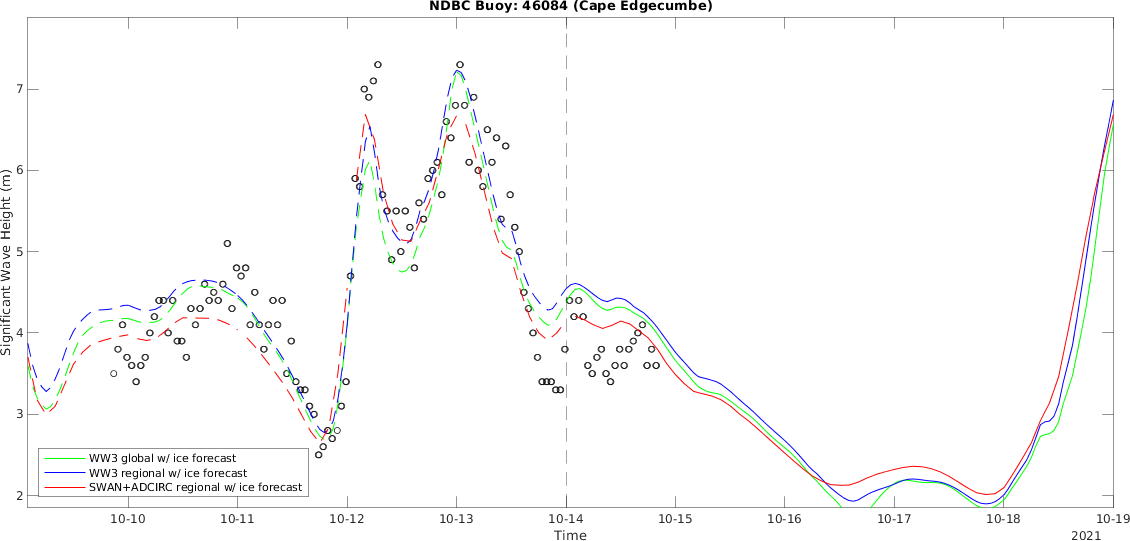 NDBC Buoy: 46084 (Cape Edgecumbe)
Significant Wave Height (m)
7
6
5
4
3
2
WW3 global w/ ice forecast
WW3 regional w/ ice forecast
SWAN+ADCIRC regional w/ ice forecast
10-10 10-11 10-12 10-13 10-14 10-15 10-16 10-17 10-18 10-19
Time
2021